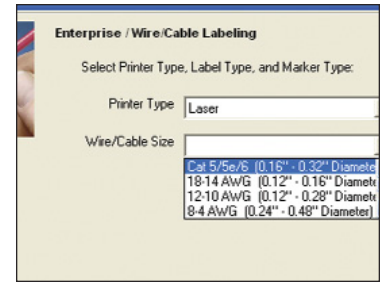 Enterprise / Wire/Cable Labeling
Select Printer Type, Label Type, and Marker Type:
Printer Type Laser
Wire/Cable Size
Cat 5/5e/6 (0.16" - 0.32" Diamete
18-14 AWG (0.12" - 0.16" Diamete
12-10 AWG (0.12" - 0.28" Diamete
8-4 AWG (0.24" - 0.48" Diameter)